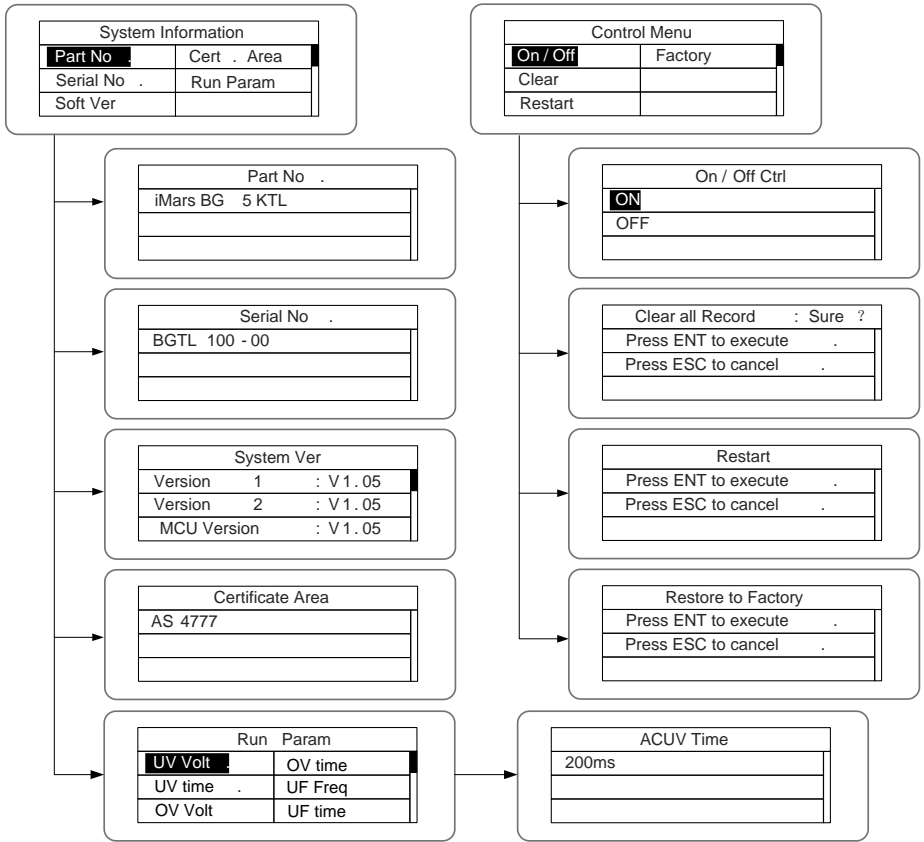 System Information
Part No . Cert . Area
Serial No . Run Param
Soft Ver
Part No .
iMars BG 5 KTL
Serial No .
BGTL 100 - 00
System Ver
Version 1 : V 1 . 05
Version 2 : V 1 . 05
MCU Version : V 1 . 05
Certificate Area
AS 4777
Run Param
UV Volt . OV time
UV time . UF Freq
OV Volt UF time
Control Menu
On / Off Factory
Clear
Restart
On / Off Ctrl
ON
OFF
Clear all Record : Sure ?
Press ENT to execute .
Press ESC to cancel .
Restart
Press ENT to execute .
Press ESC to cancel .
Restore to Factory
Press ENT to execute .
Press ESC to cancel .
ACUV Time
200ms